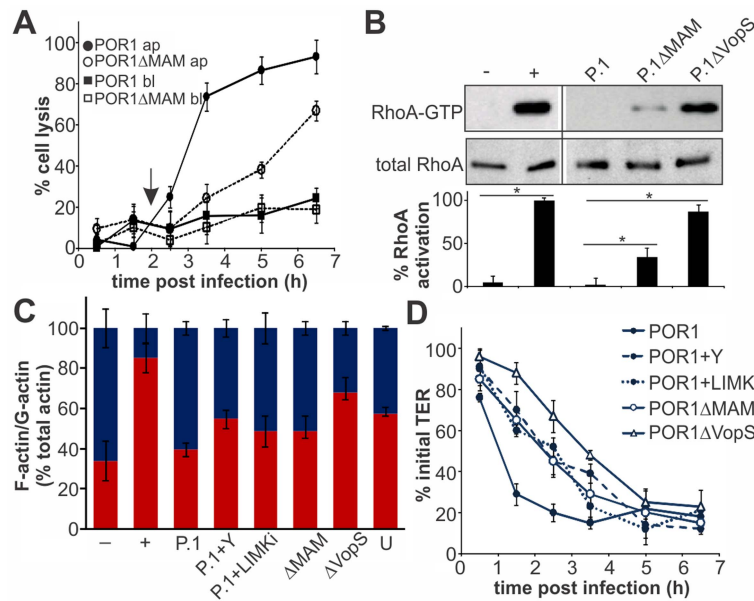 A
POR1 ap
POR1ΔMAM ap
POR1 bl
POR1ΔMAM bl
% cell lysis
100
80
60
40
20
0
0 1 2 3 4 5 6 7
time post infection (h)
B
- + P.1 P.1ΔMAM P.1ΔVopS
RhoA-GTP
total RhoA
* * *
% RhoA
activation
100
50
0
C
F-actin/G-actin
(% total actin)
100
80
60
40
20
0
– + P.1 P.1+Y P.1+LIMKi ΔMAM ΔVopS U
D
POR1
POR1+Y
POR1+LIMKi
POR1ΔMAM
POR1ΔVopS
% initial TER
100
80
60
40
20
0
0 1 2 3 4 5 6 7
time post infection (h)